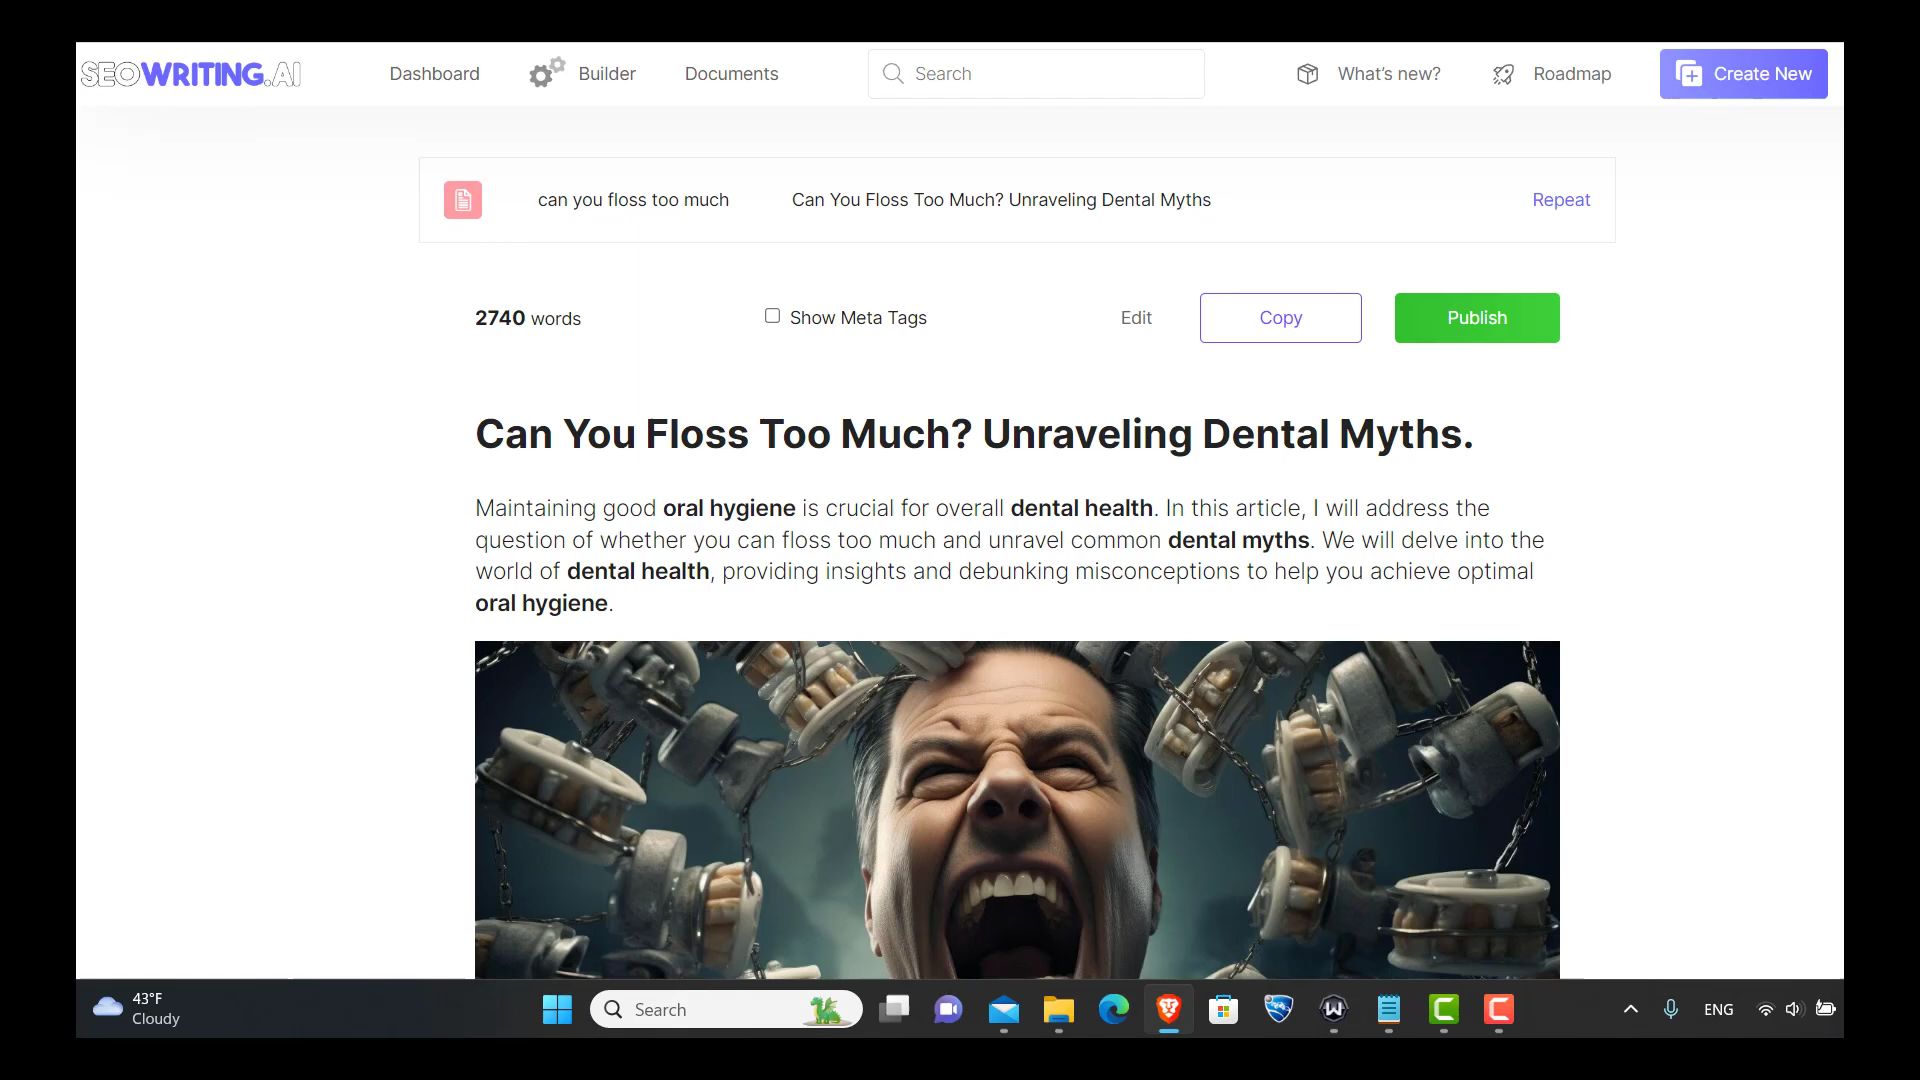 SEOWRITING.AI
Dashboard
Builder
Documents
Search
What's new?
Roadmap
Create New
can you floss too much
Can You Floss Too Much? Unraveling Dental Myths
Repeat
2740 words
Show Meta Tags
Edit
Copy
Publish
Can You Floss Too Much? Unraveling Dental Myths.
Maintaining good oral hygiene is crucial for overall dental health. In this article, I will address the
question of whether you can floss too much and unravel common dental myths. We will delve into the
world of dental health, providing insights and debunking misconceptions to help you achieve optimal
oral hygiene.
43°F
Cloudy
Search
ENG